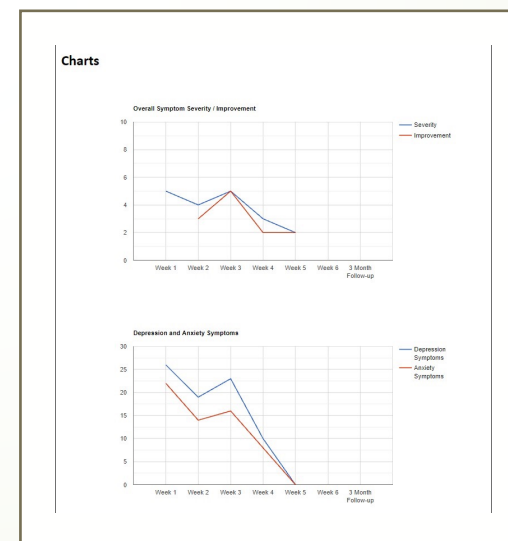 Charts
Overall Symptom Severity / Improvement
10
8
6
4
2
0
Week 1 Week 2 Week 3 Week 4 Week 5 Week 6 3 Month
Follow-up
Severity
Improvement
Depression and Anxiety Symptoms
30
25
20
15
10
5
0
Week 1 Week 2 Week 3 Week 4 Week 5 Week 6 3 Month
Follow-up
Depression
Symptoms
Anxiety
Symptoms